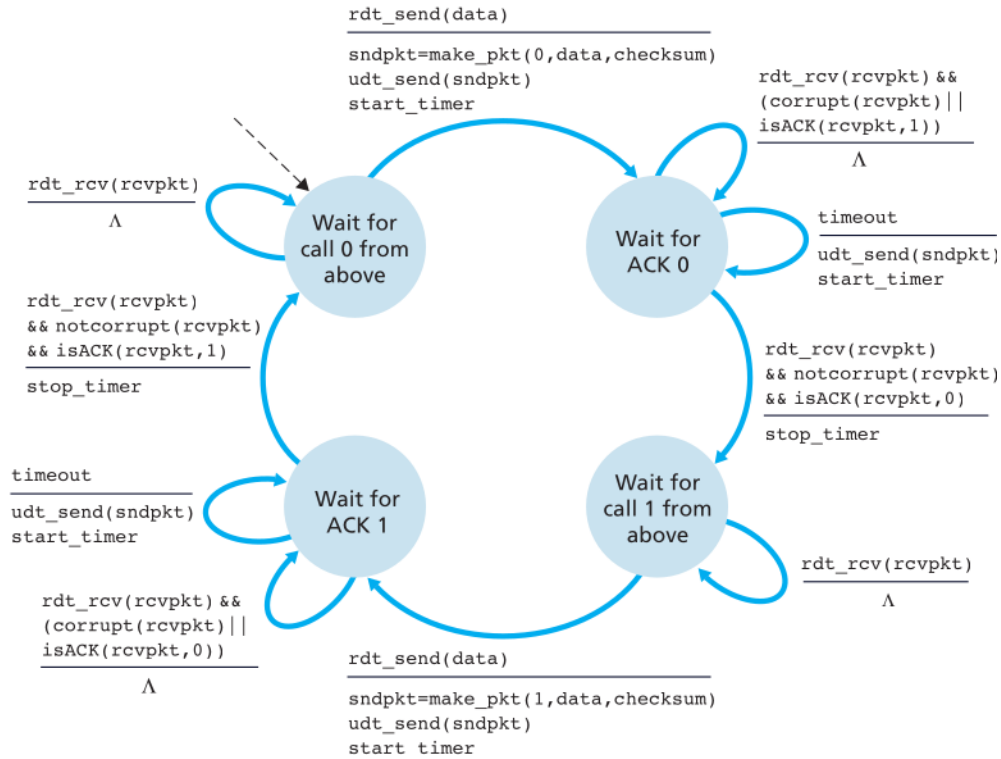 rdt_send(data)
sndpkt=make_pkt(0,data,checksum)
udt_send(sndpkt)
start_timer
rdt_rcv(rcvpkt) &&
(corrupt(rcvpkt)||
isACK(rcvpkt,1))
Λ
rdt_rcv(rcvpkt)
Λ
Wait for
call 0 from
above
Wait for
ACK 0
timeout
udt_send(sndpkt)
start_timer
rdt_rcv(rcvpkt)
&& notcorrupt(rcvpkt)
&& isACK(rcvpkt,1)
stop_timer
rdt_rcv(rcvpkt)
&& notcorrupt(rcvpkt)
&& isACK(rcvpkt,0)
stop_timer
timeout
udt_send(sndpkt)
start_timer
Wait for
ACK 1
Wait for
call 1 from
above
rdt_rcv(rcvpkt)
Λ
rdt_rcv(rcvpkt) &&
(corrupt(rcvpkt)||
isACK(rcvpkt,0))
Λ
rdt_send(data)
sndpkt=make_pkt(1,data,checksum)
udt_send(sndpkt)
start timer